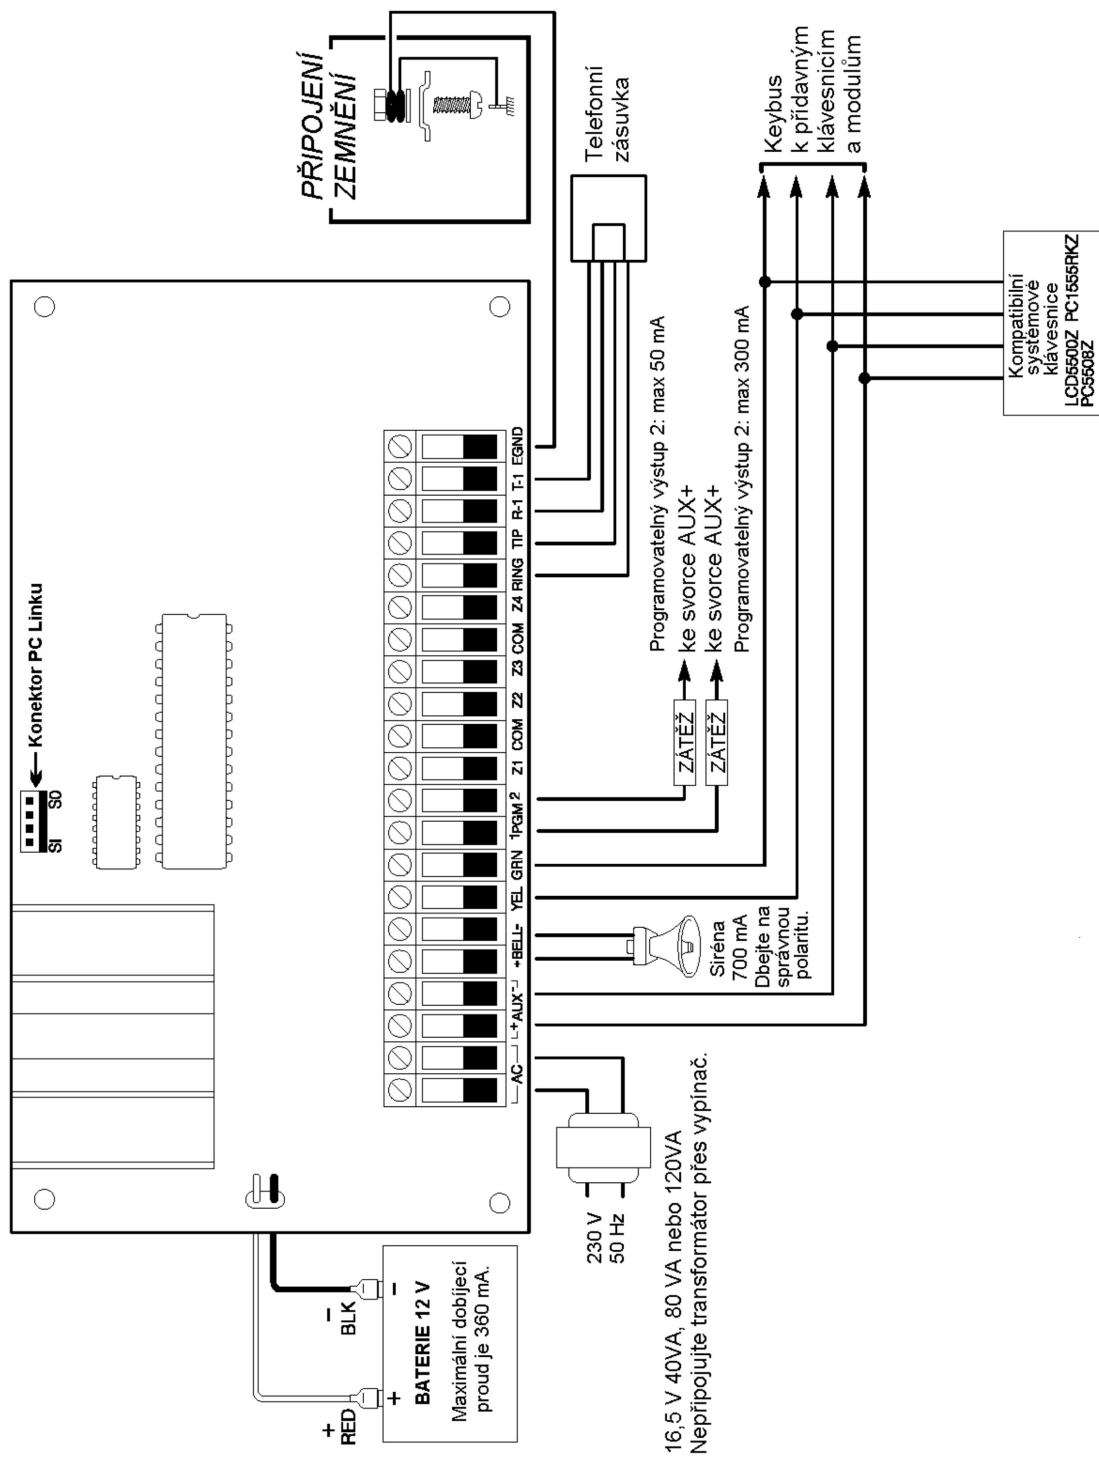 PŘIPOJENÍ
ZEMNĚNÍ
Konektor PC Linku
SI
SO
Telefonní
zásuvka
Keybus
k přídavným
klávesnicím
a modulům
AC
+ AUX -
+ BELL -
YEL
GRN
1 PGM 2
Z1
COM
Z2
Z3
COM
Z4
RING
TIP
R-1
T-1
EGND
Programovatelný výstup 2: max 50 mA
ZÁTĚŽ
ke svorce AUX+
ZÁTĚŽ
ke svorce AUX+
Programovatelný výstup 2: max 300 mA
Siréna
700 mA
Dbejte na
správnou
polaritu.
Kompatibilní
systémové
klávesnice
LCD5500Z PC1555RKZ
PC5508Z
+
RED
–
BLK
+
-
BATERIE 12 V
Maximální dobíjecí
proud je 360 mA.
230 V
50 Hz
16,5 V 40VA, 80 VA nebo 120VA
Nepřipojujte transformátor přes vypínač.